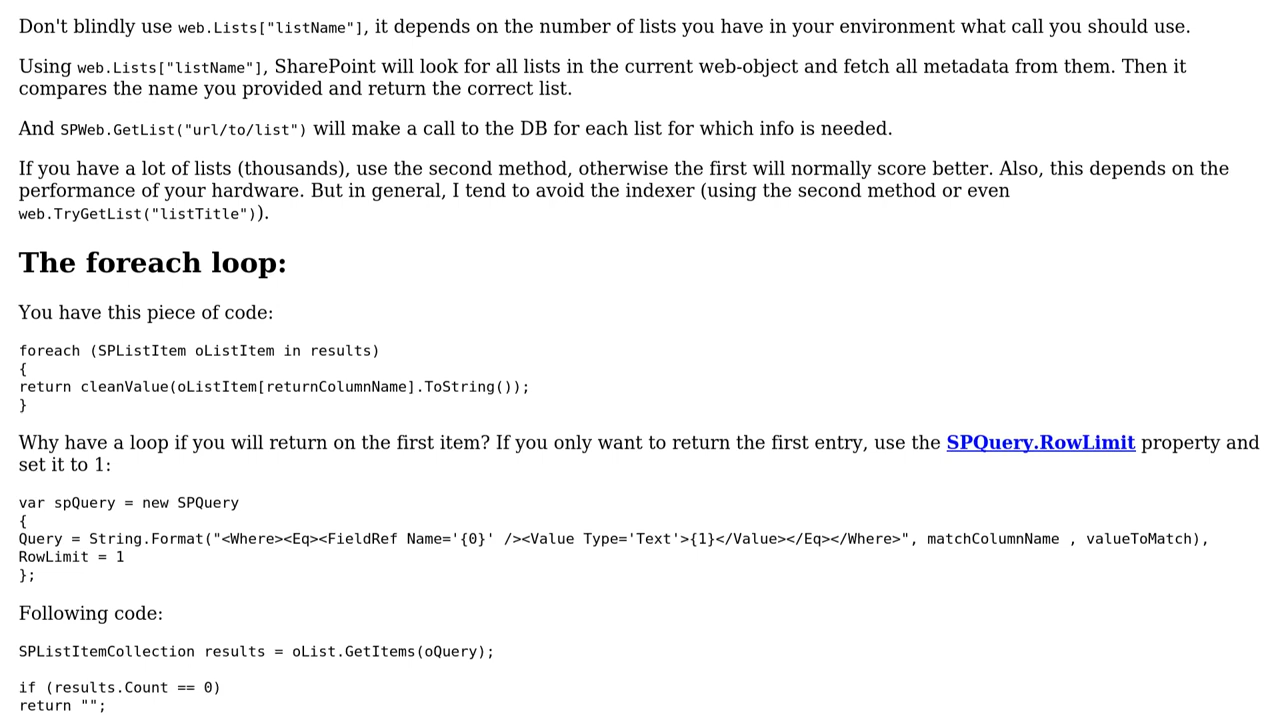 Don't blindly use web.Lists["listName"], it depends on the number of lists you have in your environment what call you should use.
Using web.Lists["listName"], SharePoint will look for all lists in the current web-object and fetch all metadata from them. Then it
compares the name you provided and return the correct list.
And SPWeb.GetList("url/to/list") will make a call to the DB for each list for which info is needed.
If you have a lot of lists (thousands), use the second method, otherwise the first will normally score better. Also, this depends on the
performance of your hardware. But in general, I tend to avoid the indexer (using the second method or even
web.TryGetList("listTitle")).
The foreach loop:
You have this piece of code:
foreach (SPListItem oListItem in results)
{
return cleanValue(oListItem[returnColumnName].ToString());
}
Why have a loop if you will return on the first item? If you only want to return the first entry, use the SPQuery.RowLimit property and
set it to 1:
var spQuery = new SPQuery
{
Query = String.Format("<Where><Eq><FieldRef Name='{0}' /><Value Type='Text'>{1}</Value></Eq></Where>", matchColumnName , valueToMatch),
RowLimit = 1
};
Following code:
SPListItemCollection results = oList.GetItems(oQuery);
if (results.Count == 0)
return "";